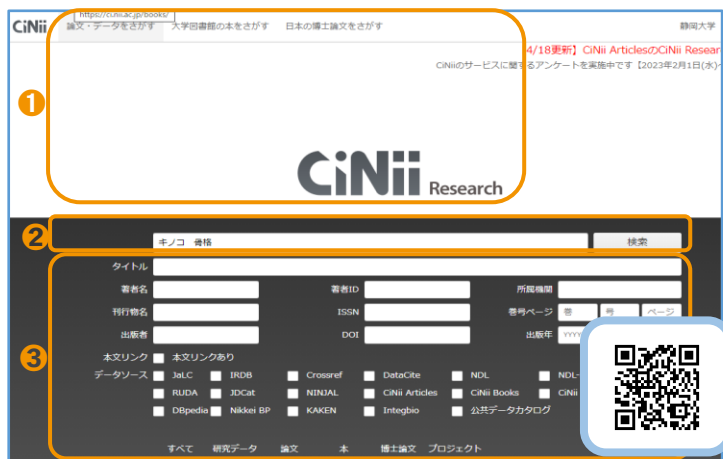 https://cinii.ac.jp/books/
CiNii 論文・データをさがす 大学図書館の本をさがす 日本の博士論文をさがす 静岡大学
4/18更新】CiNii ArticlesのCiNii Resear
CiNiiのサービスに関するアンケートを実施中です【2023年2月1日(水)
1
CiNii Research
2
キノコ 骨格 検索
タイトル
著者名 著者ID 所属機関
刊行物名 ISSN 巻号ページ 巻 号 ページ
出版者 DOI 出版年 YYYY
3
本文リンク 本文リンクあり
データソース JaLC IRDB Crossref DataCite NDL NDL-
RUDA JDCat NINJAL CiNii Articles CiNii Books CiNii
DBpedia Nikkei BP KAKEN Integbio 公共データカタログ
すべて 研究データ 論文 本 博士論文 プロジェクト